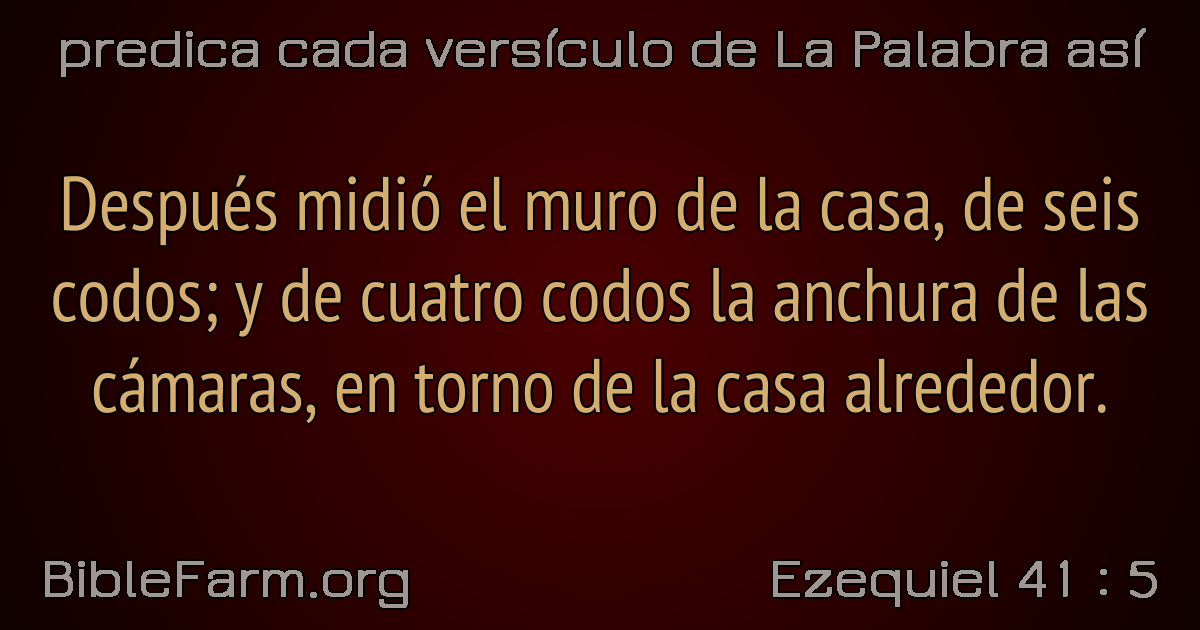 predica cada versículo de La Palabra así
Después midió el muro de la casa, de seis
codos; y de cuatro codos la anchura de las
cámaras, en torno de la casa alrededor.
BibleFarm.org
Ezequiel 41 : 5